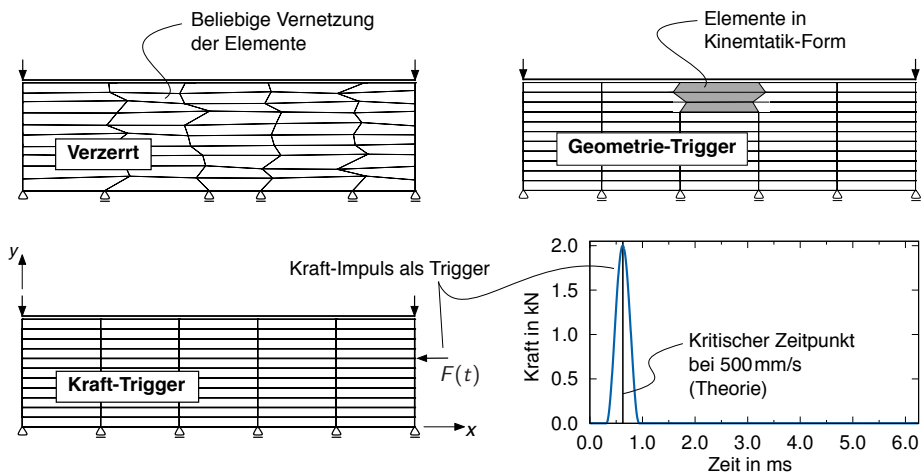 Beliebige Vernetzung
der Elemente
Verzerrt
Elemente in
Kinemtatik-Form
Geometrie-Trigger
y
Kraft-Impuls als Trigger
F(t)
Kraft-Trigger
x
Kraft in kN
2.0
1.5
1.0
0.5
0.0
Kritischer Zeitpunkt
bei 500 mm/s
(Theorie)
0.0 1.0 2.0 3.0 4.0 5.0 6.0
Zeit in ms